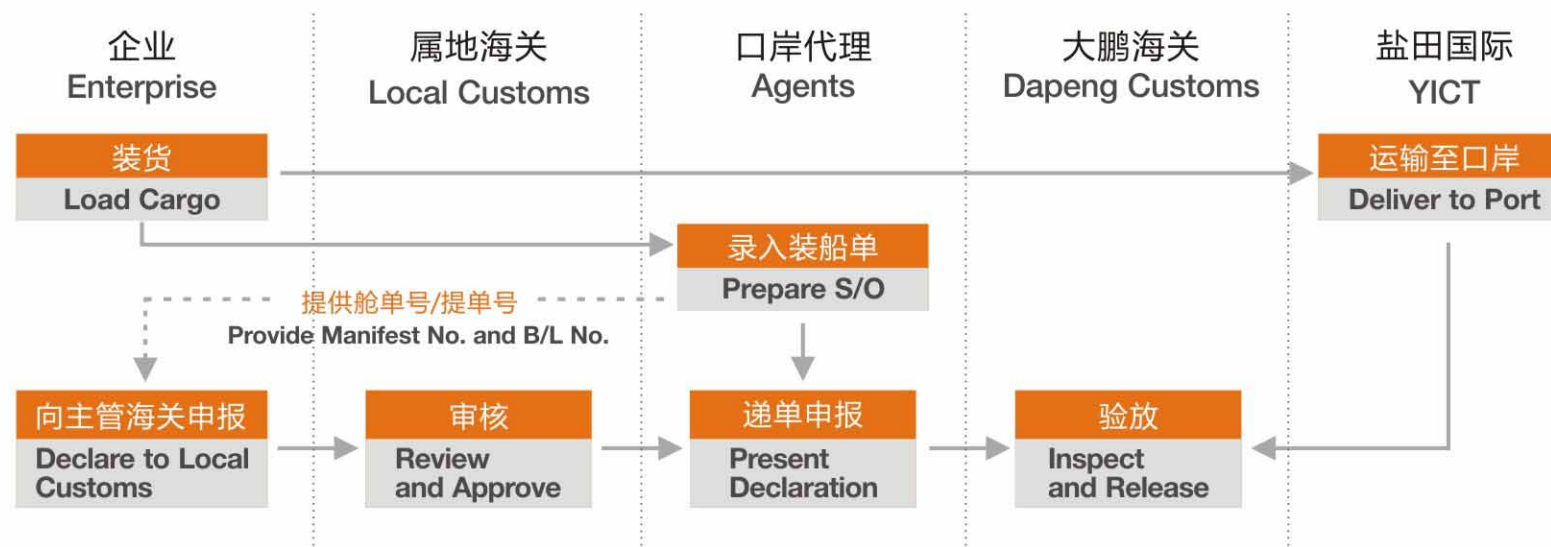 企业
Enterprise
属地海关
Local Customs
口岸代理
Agents
大鹏海关
Dapeng Customs
盐田国际
YICT
装货
Load Cargo
运输至口岸
Deliver to Port
录入装船单
Prepare S/O
提供舱单号/提单号
Provide Manifest No. and B/L No.
向主管海关申报
Declare to Local
Customs
审核
Review
and Approve
递单申报
Present
Declaration
验放
Inspect
and Release